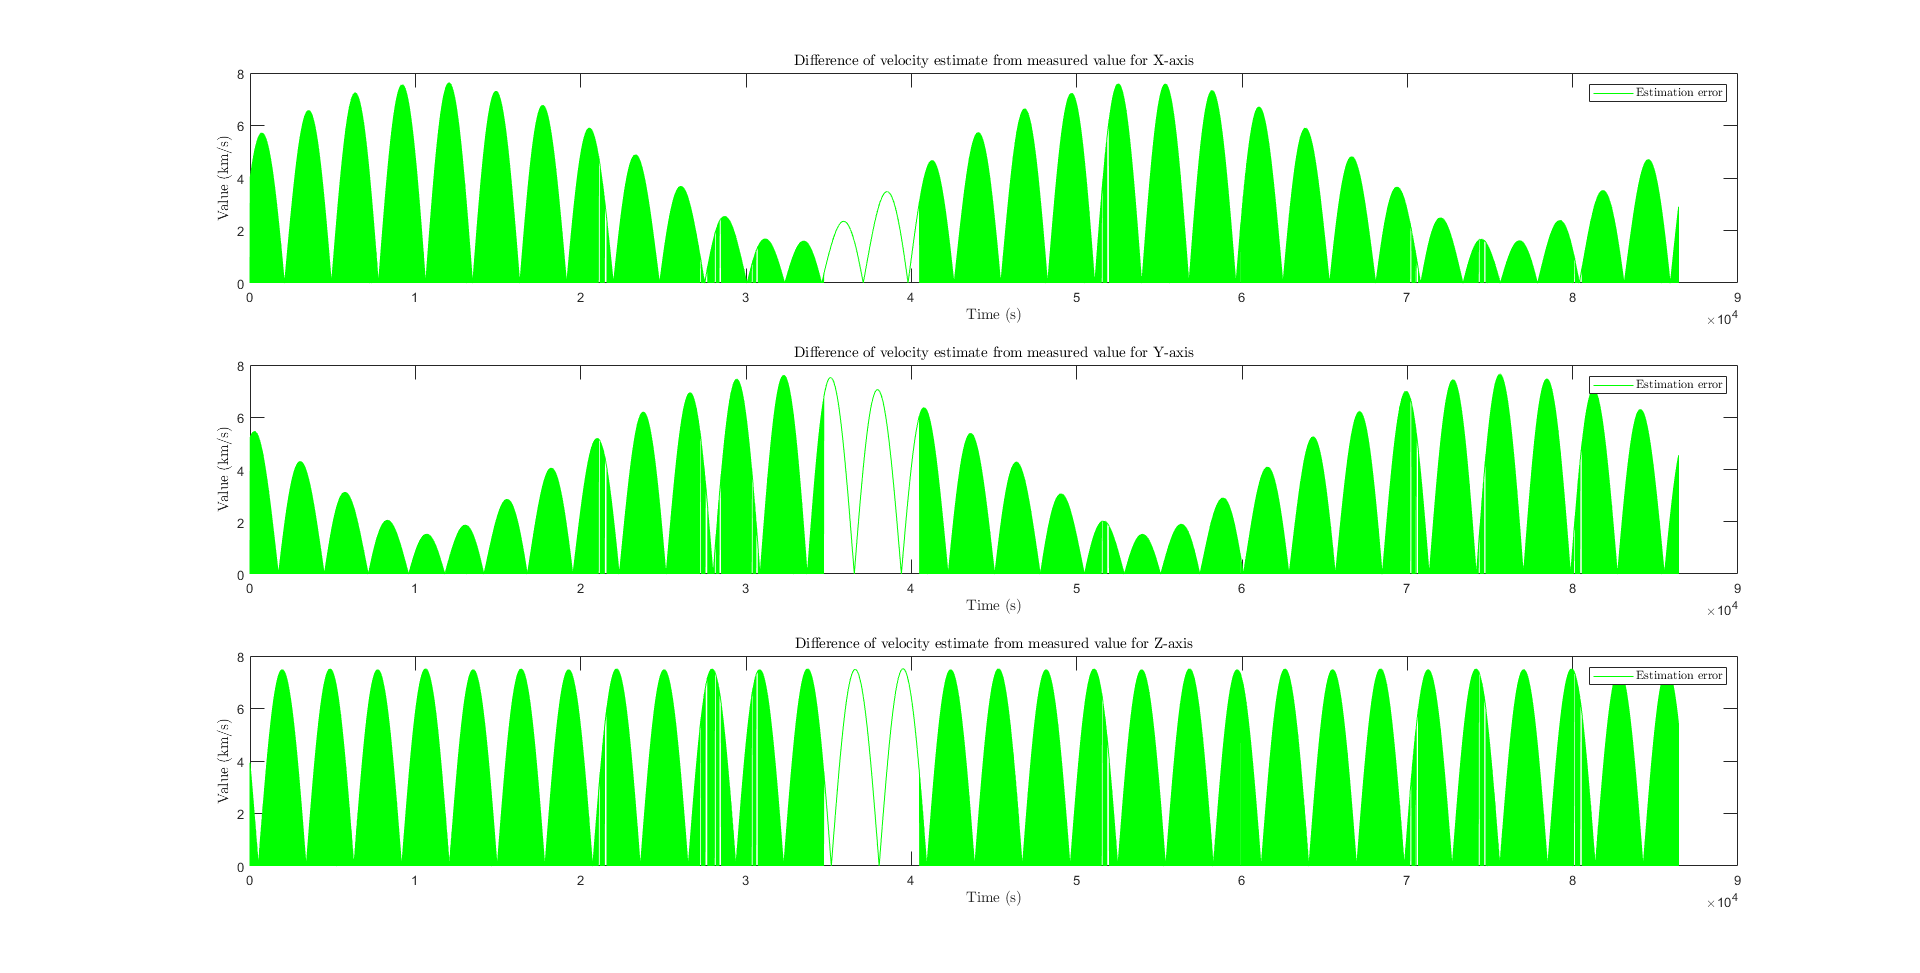 Difference of velocity estimate from measured value for X-axis
8
6
4
2
0
Value (km/s)
Estimation error
0 1 2 3 4 5 6 7 8 9
Time (s)
×10^4
Difference of velocity estimate from measured value for Y-axis
8
6
4
2
0
Value (km/s)
Estimation error
0 1 2 3 4 5 6 7 8 9
Time (s)
×10^4
Difference of velocity estimate from measured value for Z-axis
8
6
4
2
0
Value (km/s)
Estimation error
0 1 2 3 4 5 6 7 8 9
Time (s)
×10^4